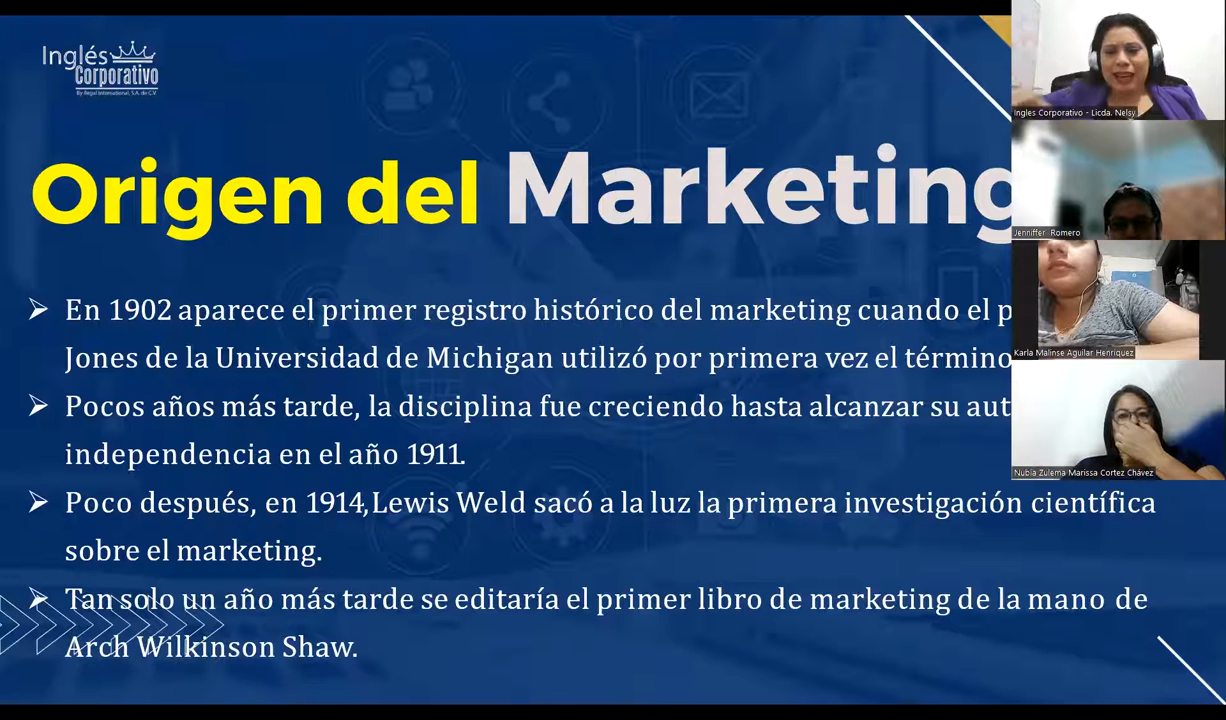 Inglés
Corporativo
By Regal International, S.A. de C.V.
Origen del Marketing
En 1902 aparece el primer registro histórico del marketing cuando el
Jones de la Universidad de Michigan utilizó por primera vez el término
Pocos años más tarde, la disciplina fue creciendo hasta alcanzar su
independencia en el año 1911.
Poco después, en 1914,Lewis Weld sacó a la luz la primera investigación científica
sobre el marketing.
Tan solo un año más tarde se editaría el primer libro de marketing de la mano de
Arch Wilkinson Shaw.
Ingles Corporativo - Licda. Nelsy
Jenniffer Romero
Karla Malinse Aguilar Henriquez
Nubia Zulema Marissa Cortez Chávez